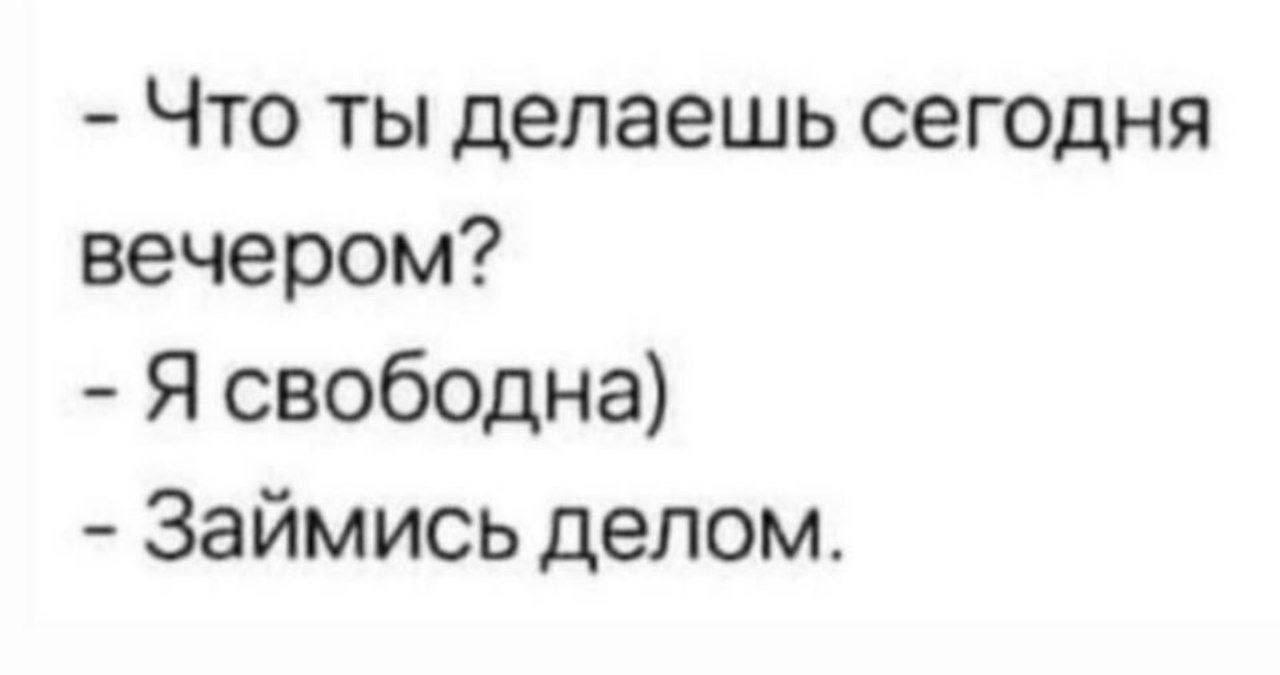 - Что ты делаешь сегодня
вечером?
- Я свободна)
- Займись делом.